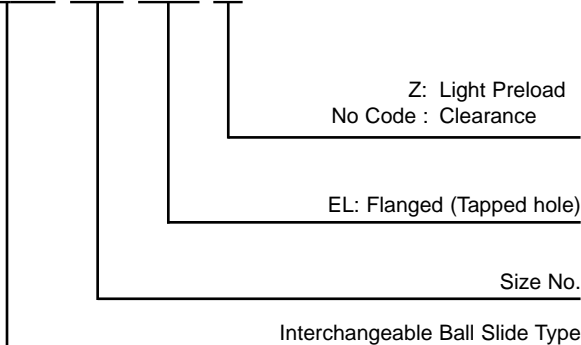 Z: Light Preload
No Code : Clearance
EL: Flanged (Tapped hole)
Size No.
Interchangeable Ball Slide Type